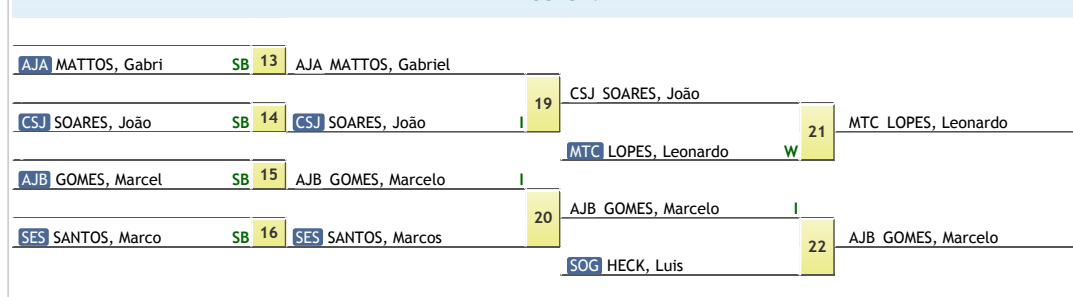 AJA MATTOS, Gabri SB 13 AJA MATTOS, Gabriel
19 CSJ SOARES, João
CSJ SOARES, João SB 14 CSJ SOARES, João I
21 MTC LOPES, Leonardo
MTC LOPES, Leonardo W
AJB GOMES, Marcel SB 15 AJB GOMES, Marcelo I
20 AJB GOMES, Marcelo I
SES SANTOS, Marco SB 16 SES SANTOS, Marcos
22 AJB GOMES, Marcelo
SOG HECK, Luis